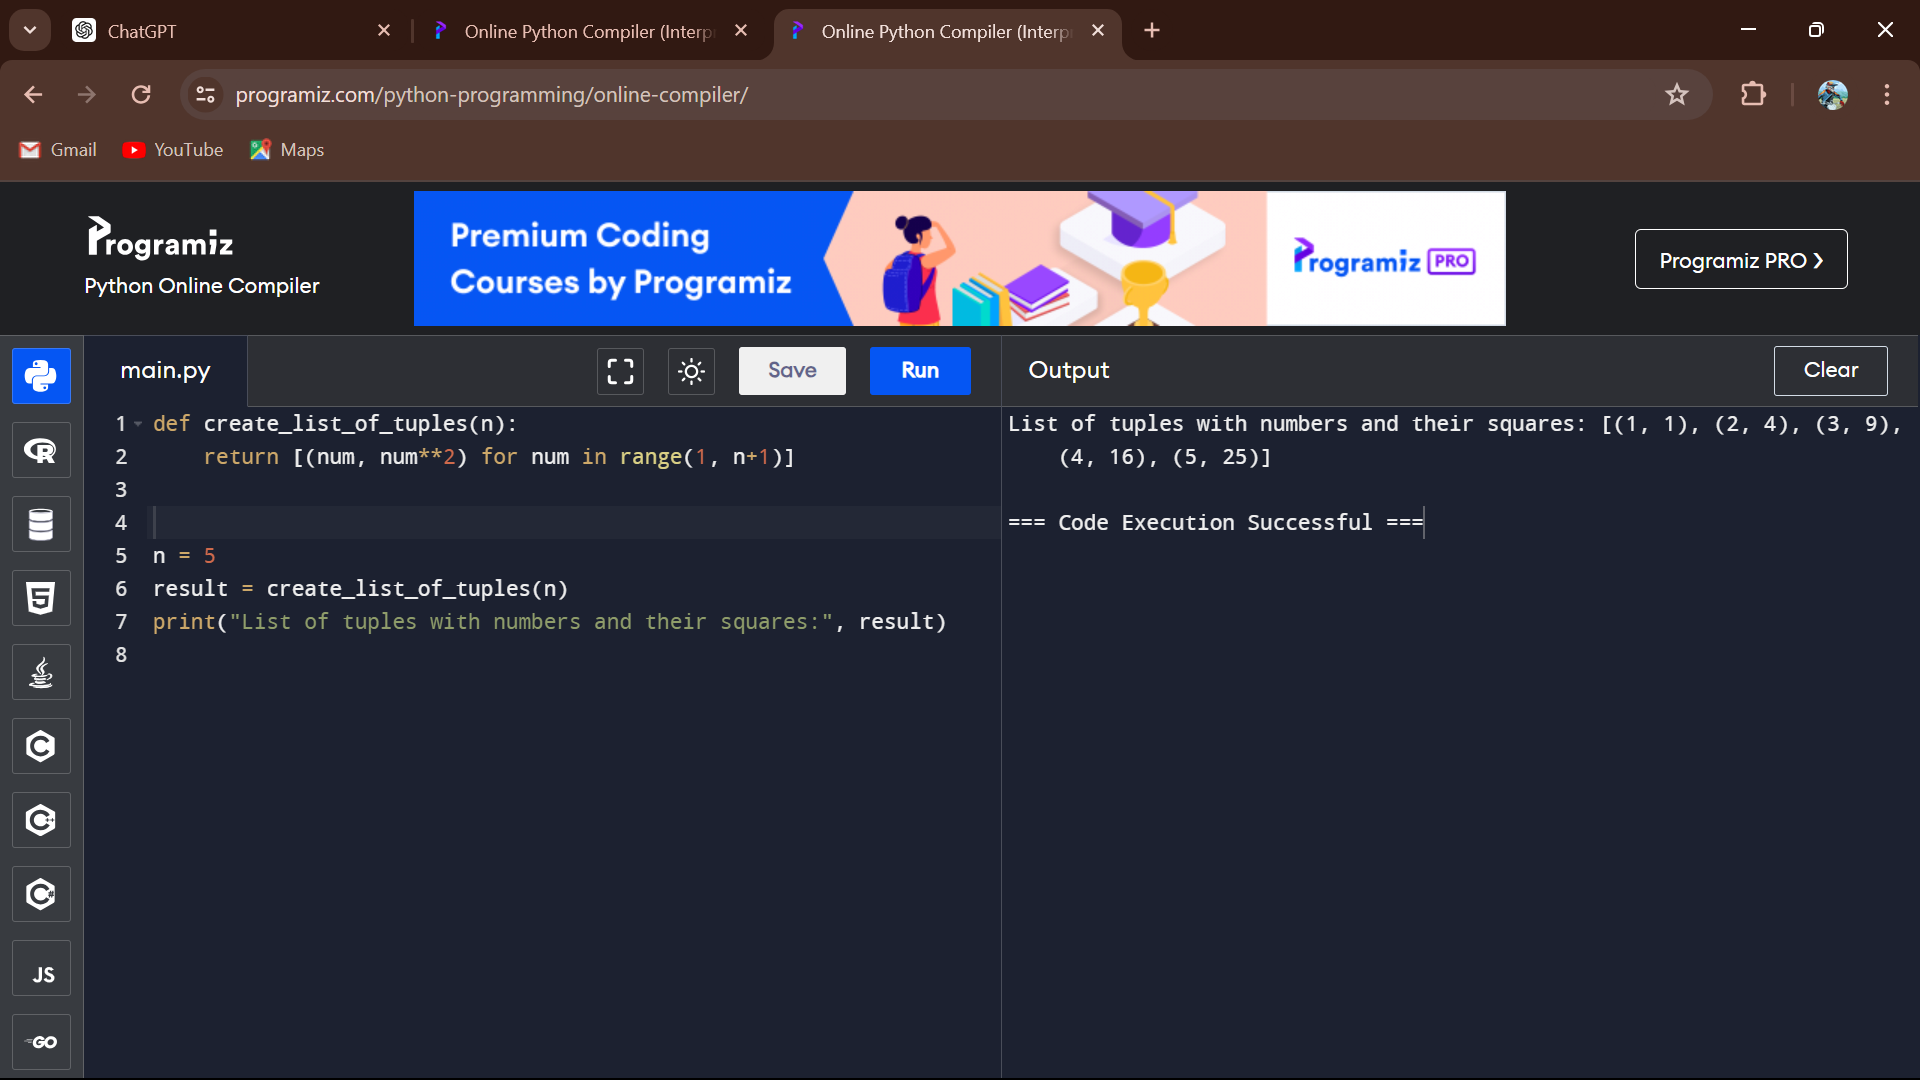 ChatGPT
Online Python Compiler (Interp
Online Python Compiler (Interp
programiz.com/python-programming/online-compiler/
Gmail
YouTube
Maps
Programiz
Python Online Compiler
Premium Coding
Courses by Programiz
Programiz PRO
Programiz PRO ❯
main.py
Save
Run
Output
Clear
1 def create_list_of_tuples(n):
2     return [(num, num**2) for num in range(1, n+1)]
3
4
5 n = 5
6 result = create_list_of_tuples(n)
7 print("List of tuples with numbers and their squares:", result)
8
List of tuples with numbers and their squares: [(1, 1), (2, 4), (3, 9),
    (4, 16), (5, 25)]
=== Code Execution Successful ===
R
5
C
C++
C#
JS
GO